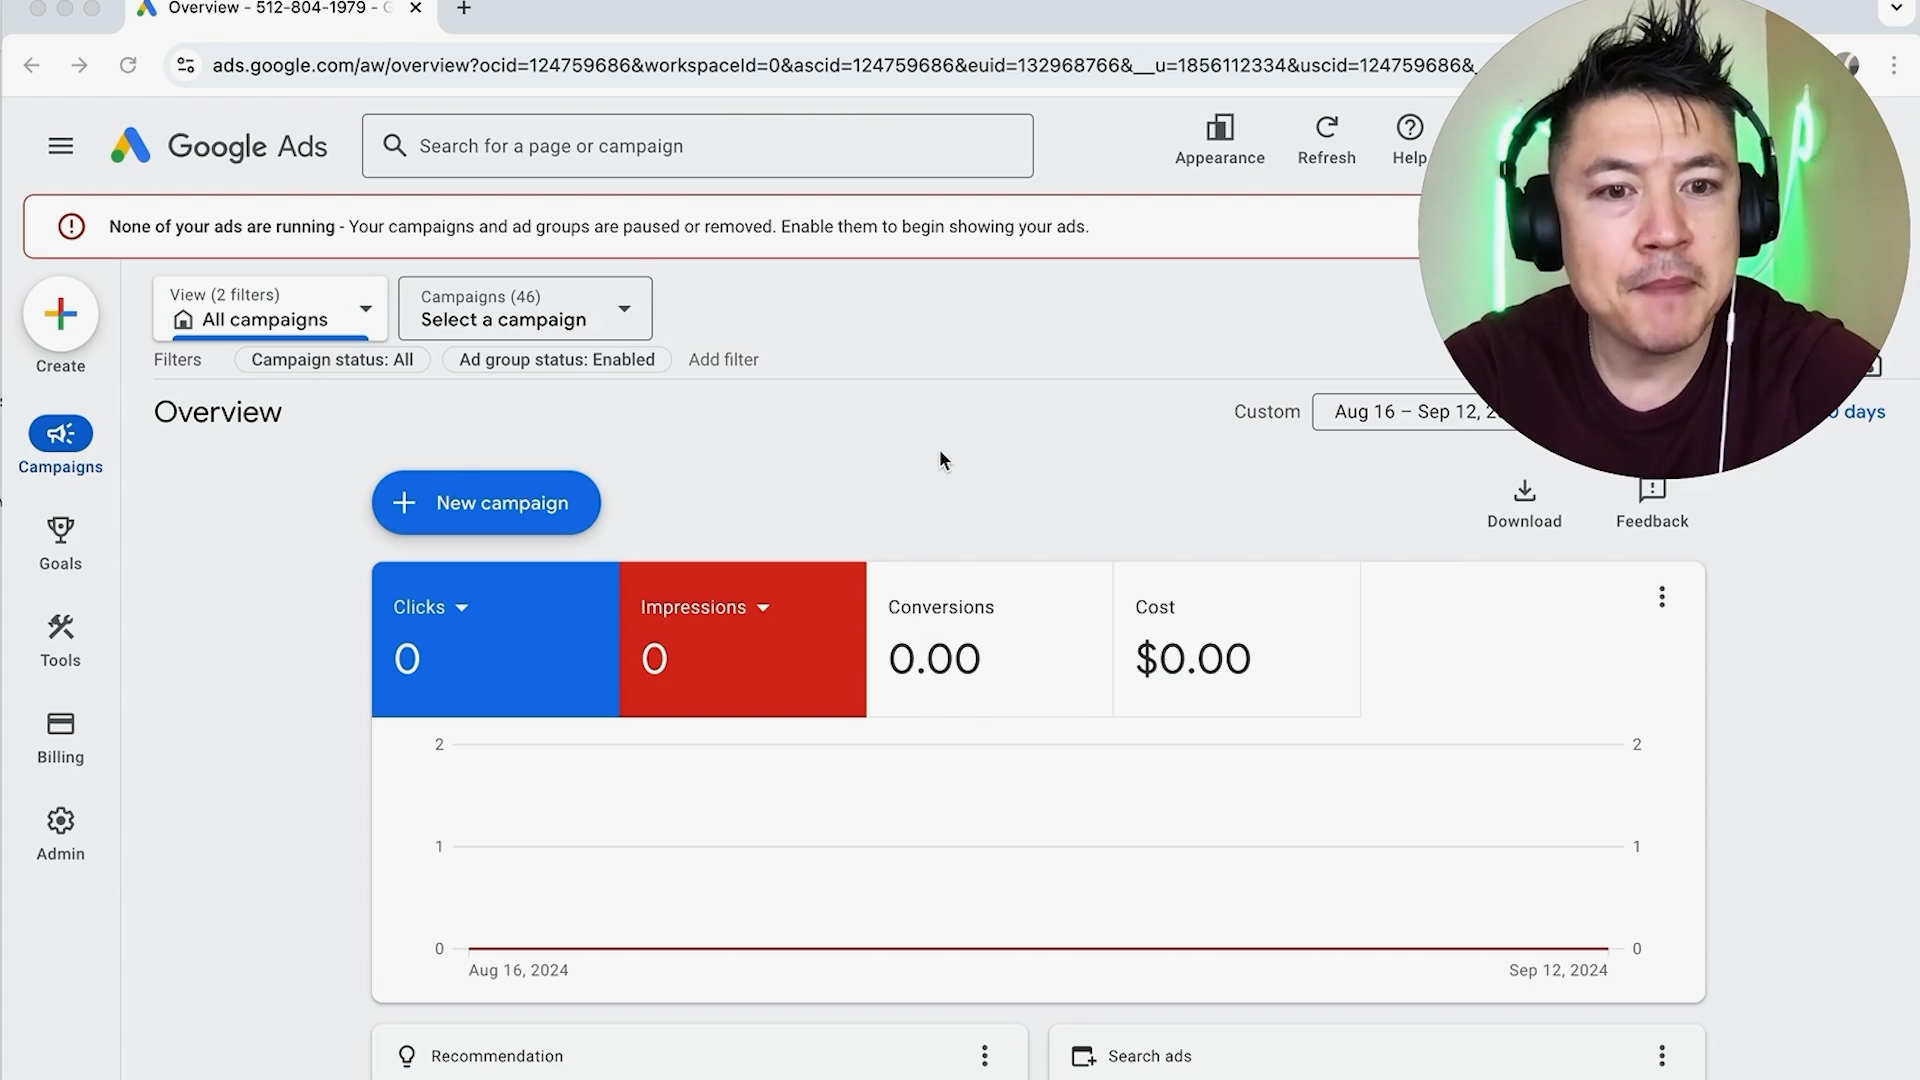 Overview - 512-804-1979 - G
ads.google.com/aw/overview?ocid=124759686&workspaceId=0&ascid=124759686&euid=132968766&__u=1856112334&uscid=124759686&_
Google Ads
Search for a page or campaign
Appearance
Refresh
Help
None of your ads are running - Your campaigns and ad groups are paused or removed. Enable them to begin showing your ads.
Create
View (2 filters)
All campaigns
Campaigns (46)
Select a campaign
Filters
Campaign status: All
Ad group status: Enabled
Add filter
Campaigns
Goals
Tools
Billing
Admin
Overview
Custom
Aug 16 – Sep 12, 2
days
New campaign
Download
Feedback
Clicks
0
Impressions
0
Conversions
0.00
Cost
$0.00
2
2
1
1
0
0
Aug 16, 2024
Sep 12, 2024
Recommendation
Search ads